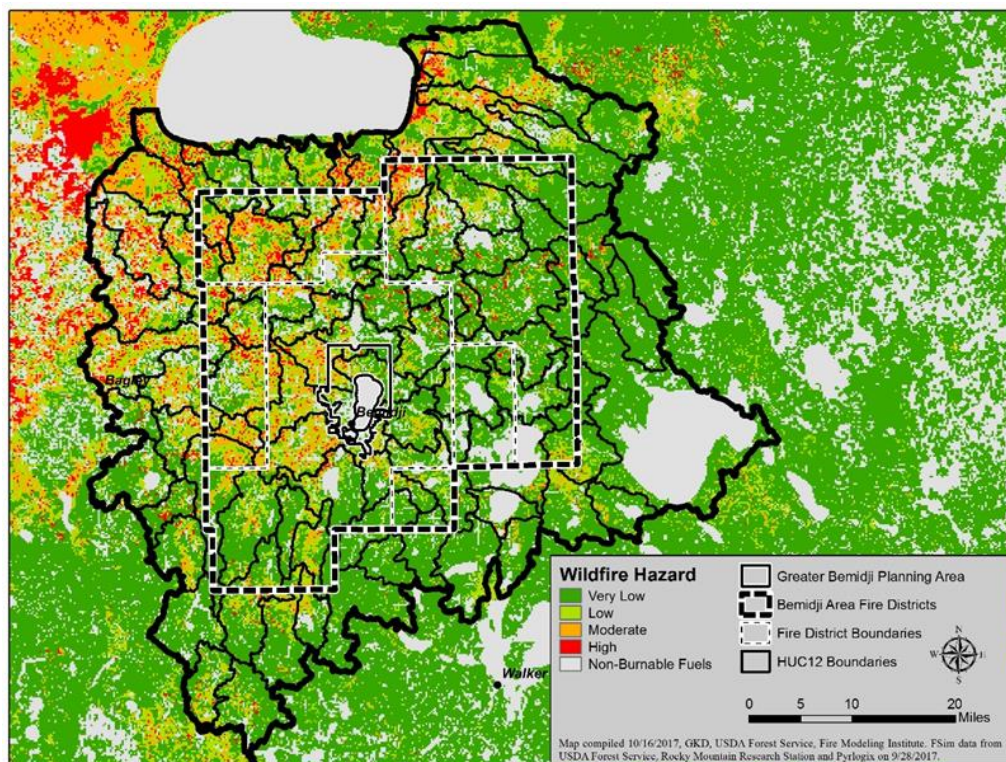 Bagley
Bemidji
Walker
Wildfire Hazard
Very Low
Low
Moderate
High
Non-Burnable Fuels
Greater Bemidji Planning Area
Bemidji Area Fire Districts
Fire District Boundaries
HUC12 Boundaries
N
W E
S
0 5 10 20
Miles
Map compiled 10/16/2017, GKD, USDA Forest Service, Fire Modeling Institute. FSim data from
USDA Forest Service, Rocky Mountain Research Station and Pyrlogix on 9/28/2017.